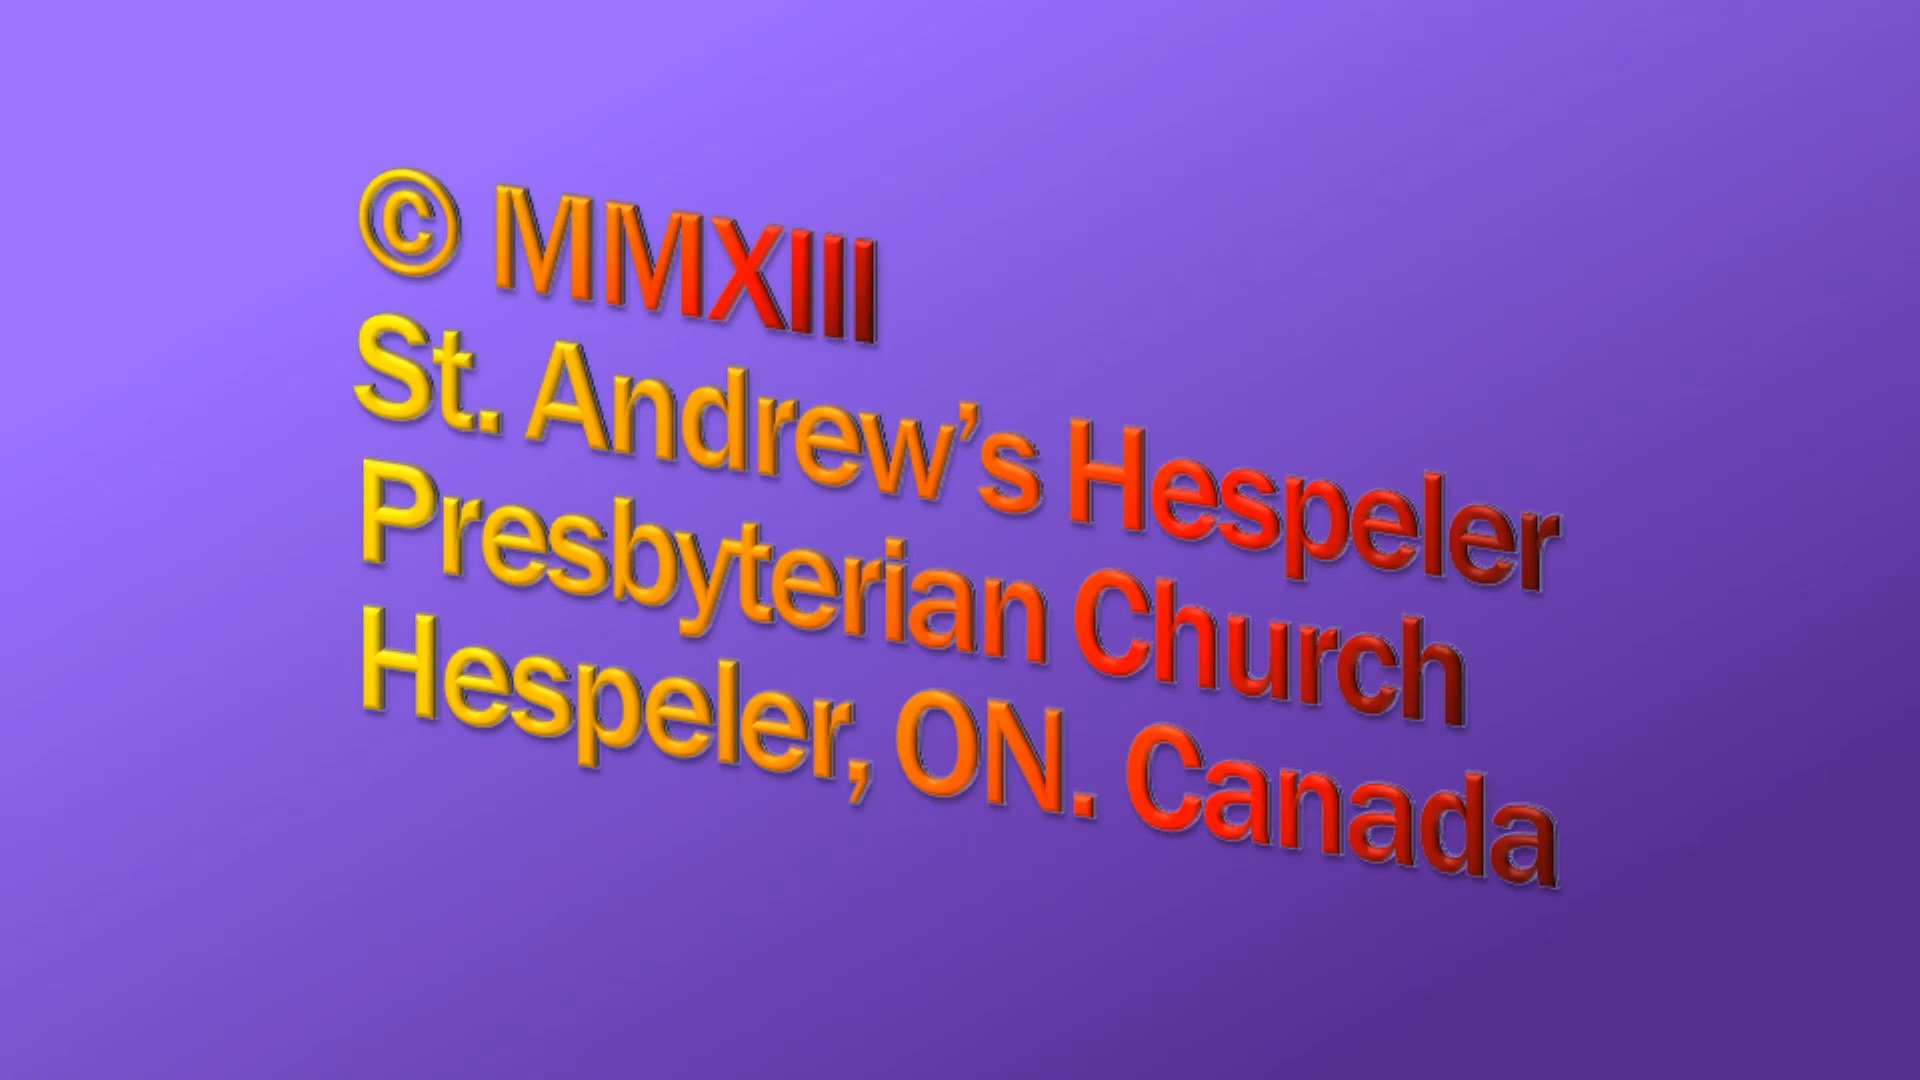 © MMXIII
St. Andrew’s Hespeler
Presbyterian Church
Hespeler, ON. Canada